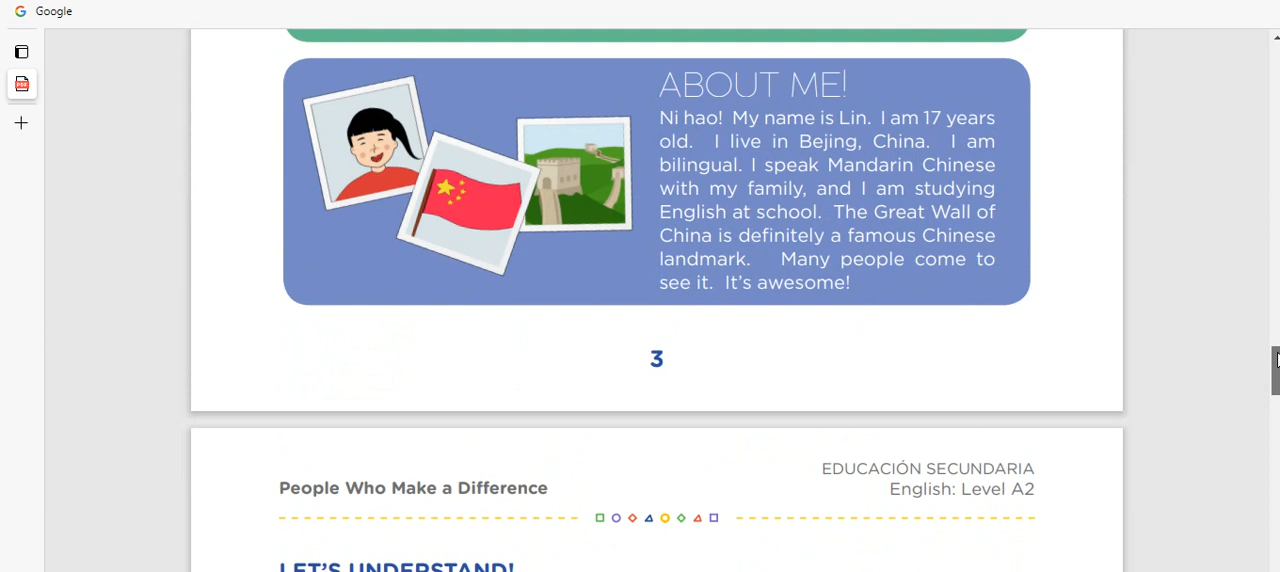 Google
ABOUT ME!
Ni hao! My name is Lin. I am 17 years
old. I live in Bejing, China. I am
bilingual. I speak Mandarin Chinese
with my family, and I am studying
English at school. The Great Wall of
China is definitely a famous Chinese
landmark. Many people come to
see it. It's awesome!
3
EDUCACIÓN SECUNDARIA
People Who Make a Difference
English: Level A2
LET'S UNDERSTAND!